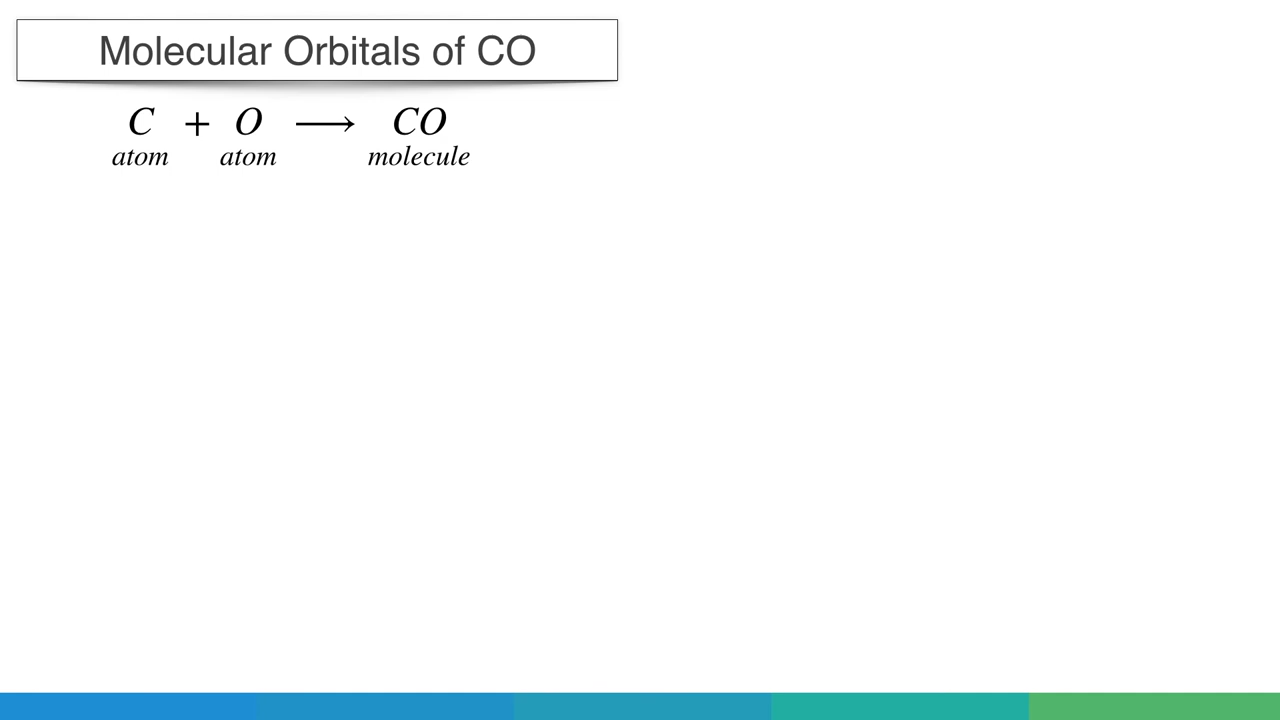 Molecular Orbitals of CO
C + O ⟶ CO
atom atom molecule